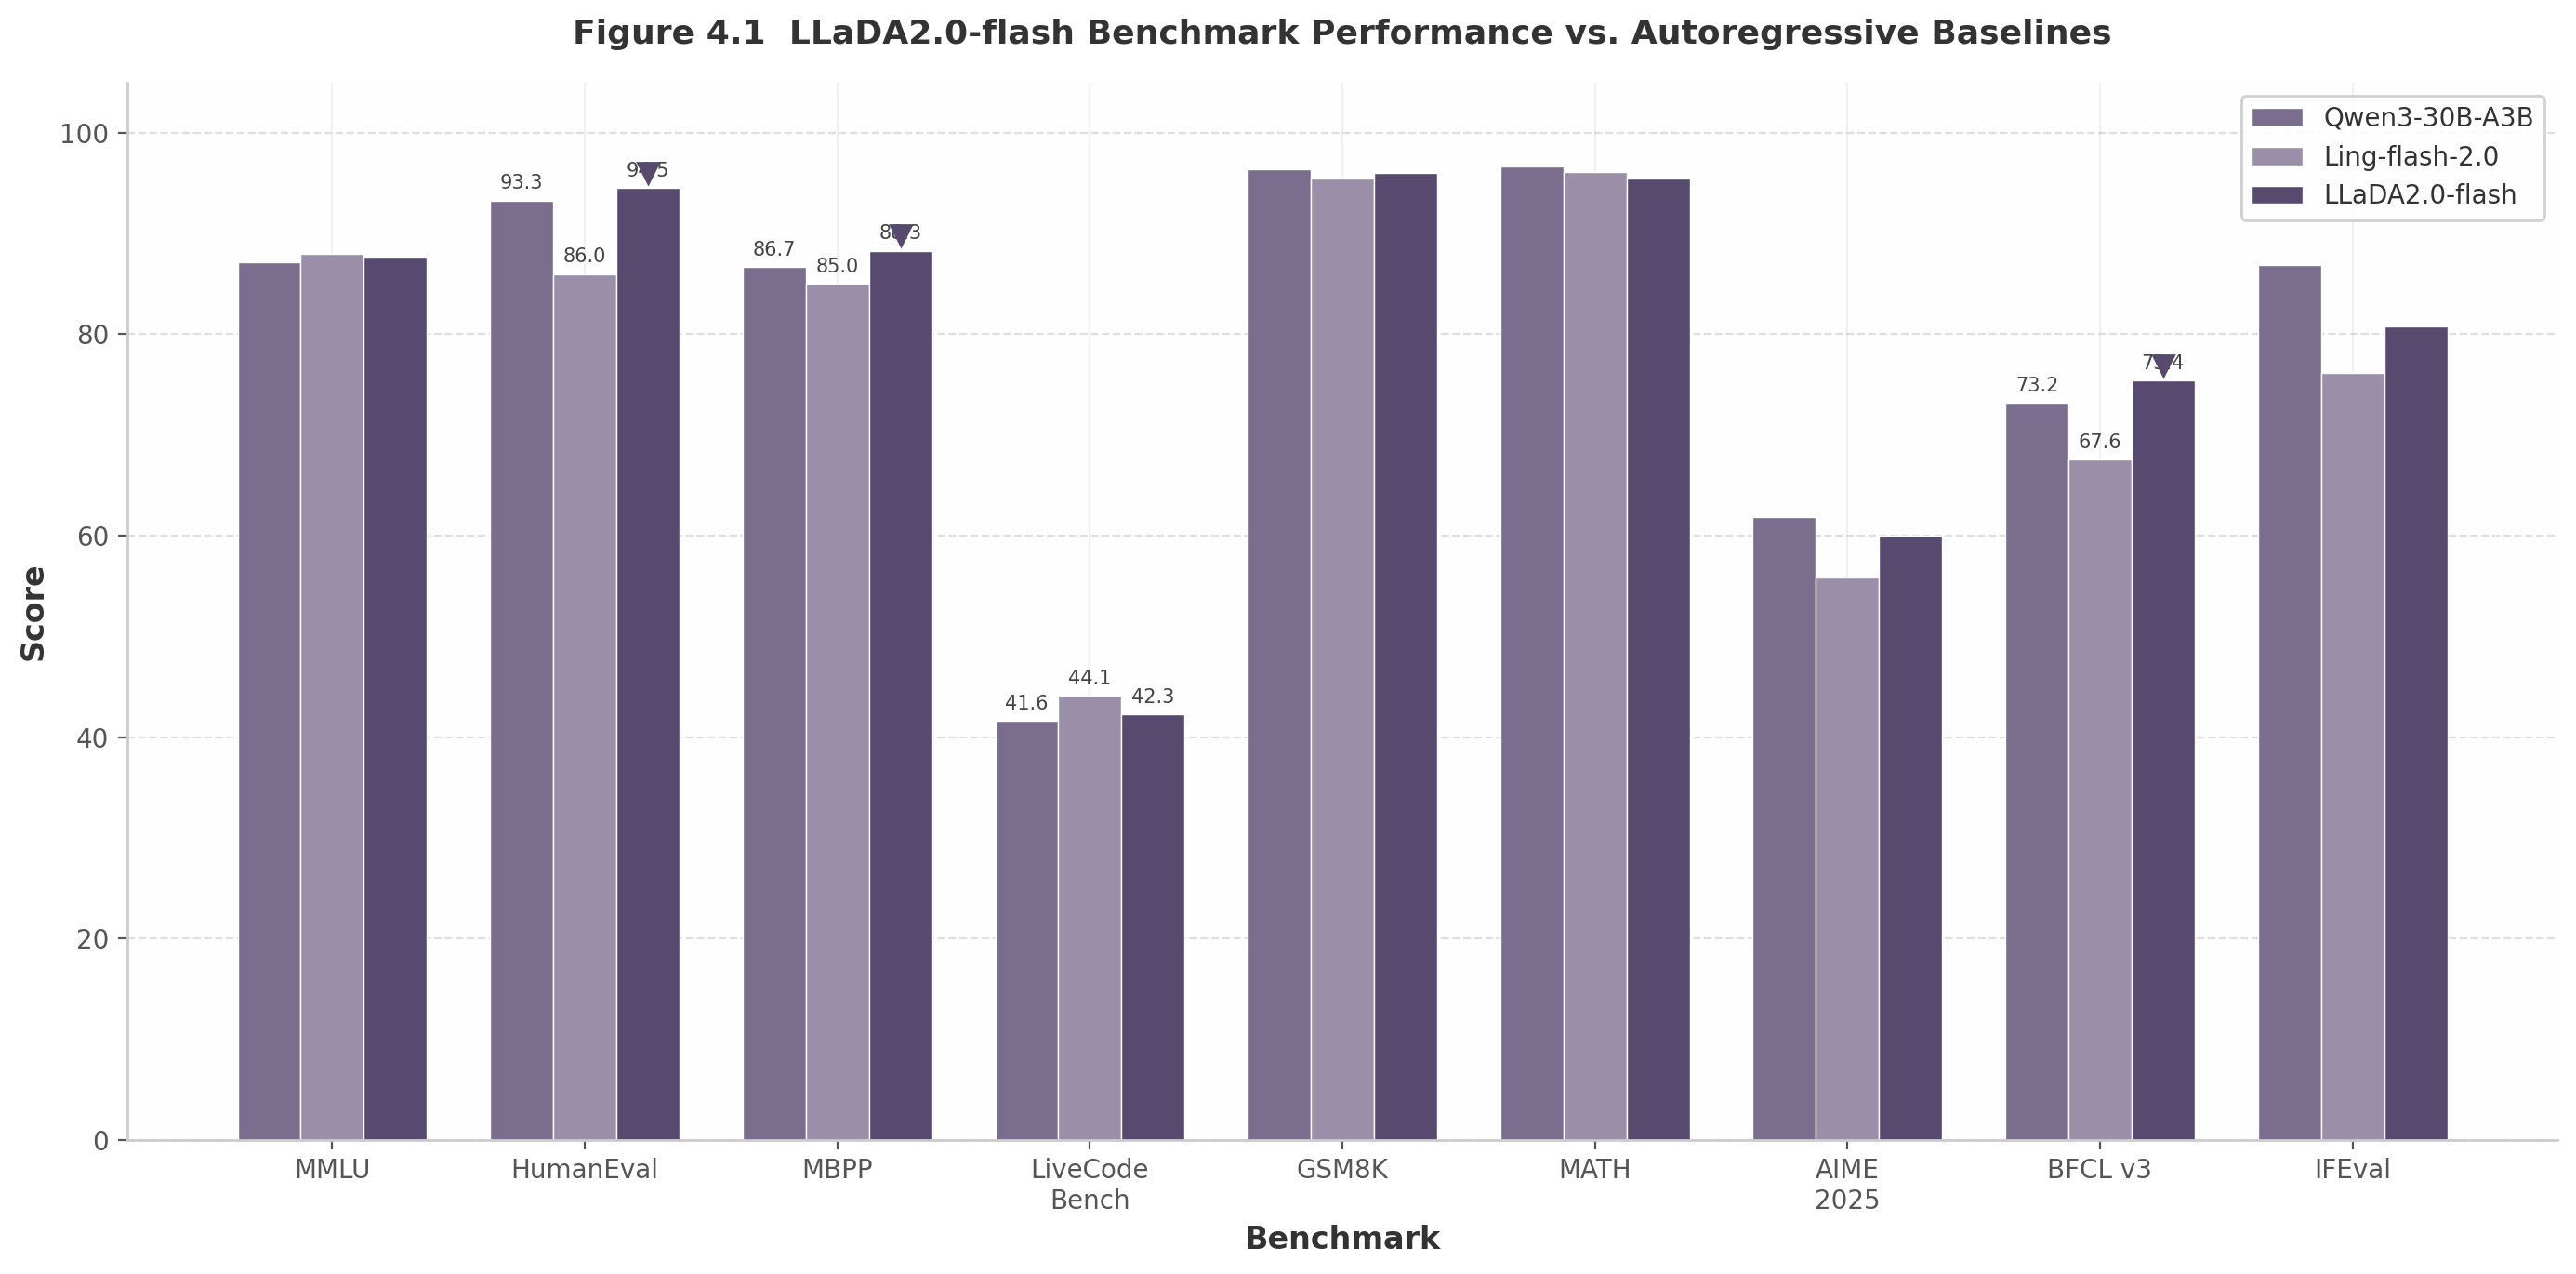 Figure 4.1 LLaDA2.0-flash Benchmark Performance vs. Autoregressive Baselines
Qwen3-30B-A3B
Ling-flash-2.0
LLaDA2.0-flash
Score
100
80
60
40
20
0
93.3
86.0
86.7
85.0
41.6
44.1
42.3
73.2
67.6
MMLU
HumanEval
MBPP
LiveCode
Bench
GSM8K
MATH
AIME
2025
BFCL v3
IFEval
Benchmark